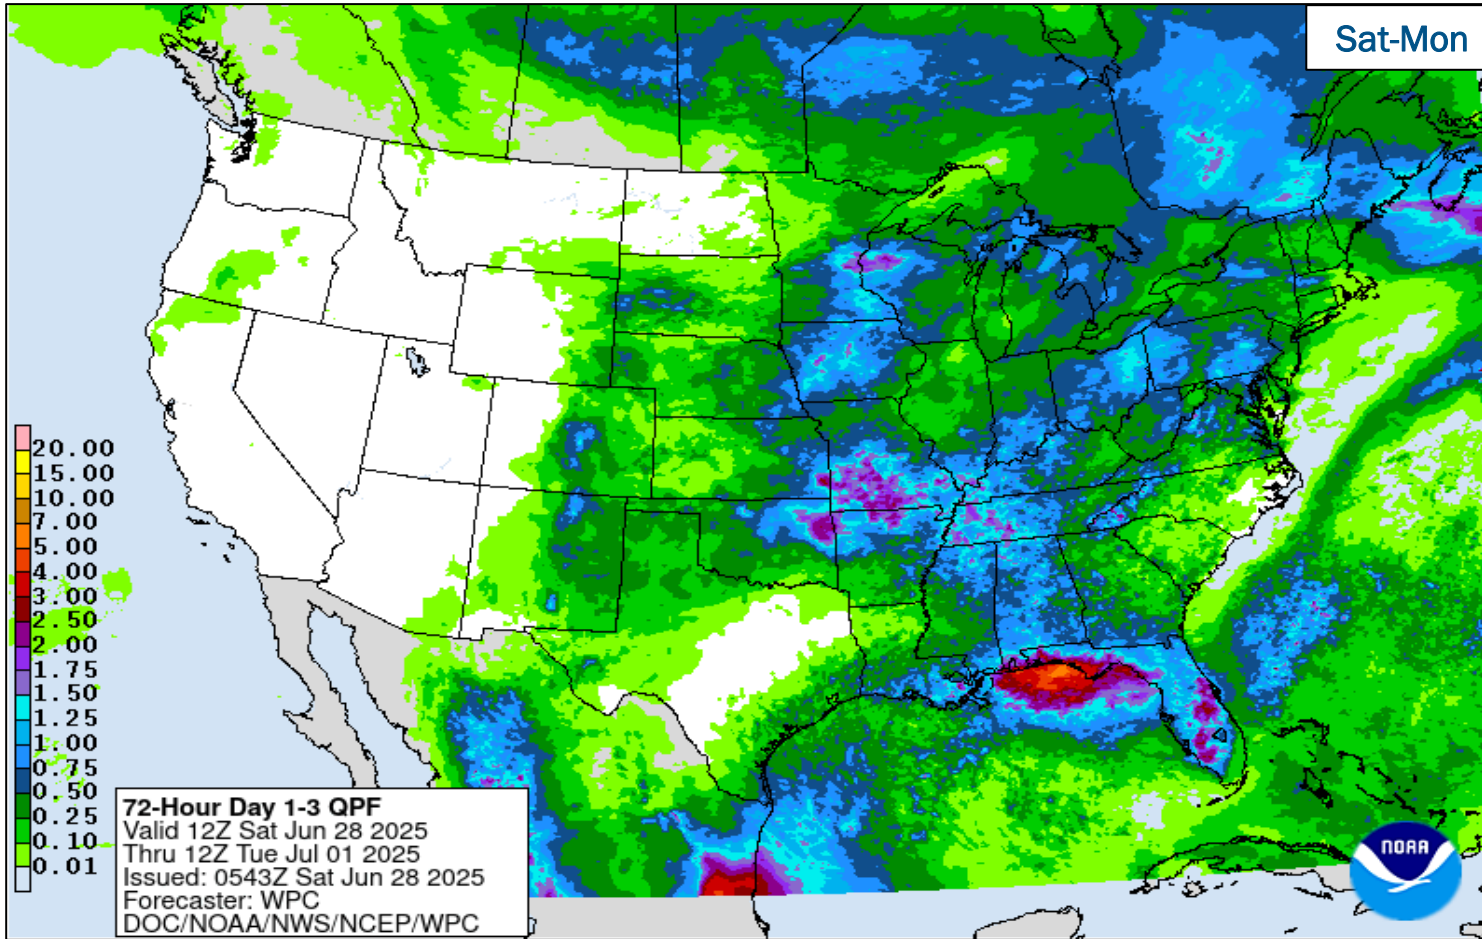 Sat-Mon
20.00
15.00
10.00
7.00
5.00
4.00
3.00
2.50
2.00
1.75
1.50
1.25
1.00
0.75
0.50
0.25
0.10
0.01
72-Hour Day 1-3 QPF
Valid 12Z Sat Jun 28 2025
Thru 12Z Tue Jul 01 2025
Issued: 0543Z Sat Jun 28 2025
Forecaster: WPC
DOC/NOAA/NWS/NCEP/WPC
NOAA